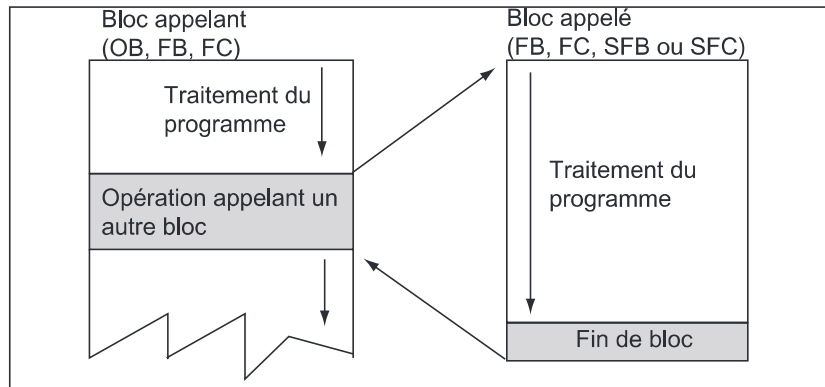 Bloc appelant
(OB, FB, FC)
Traitement du
programme
Opération appelant un
autre bloc
Bloc appelé
(FB, FC, SFB ou SFC)
Traitement du
programme
Fin de bloc